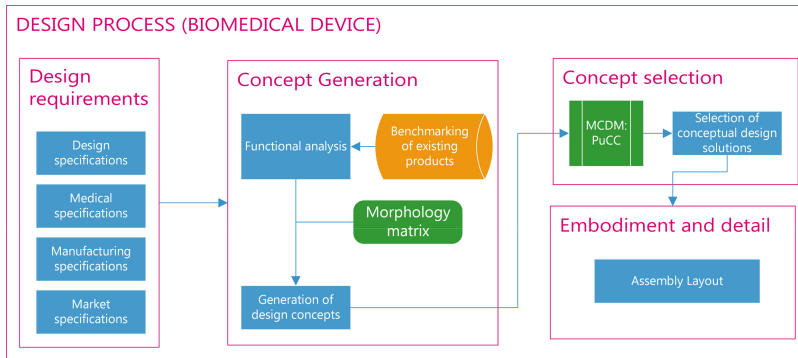 DESIGN PROCESS (BIOMEDICAL DEVICE)
Design
requirements
Design
specifications
Medical
specifications
Manufacturing
specifications
Market
specifications
Concept Generation
Functional analysis
Benchmarking
of existing
products
Morphology
matrix
Generation of
design concepts
Concept selection
MCDM:
PuCC
Selection of
conceptual design
solutions
Embodiment and detail
Assembly Layout